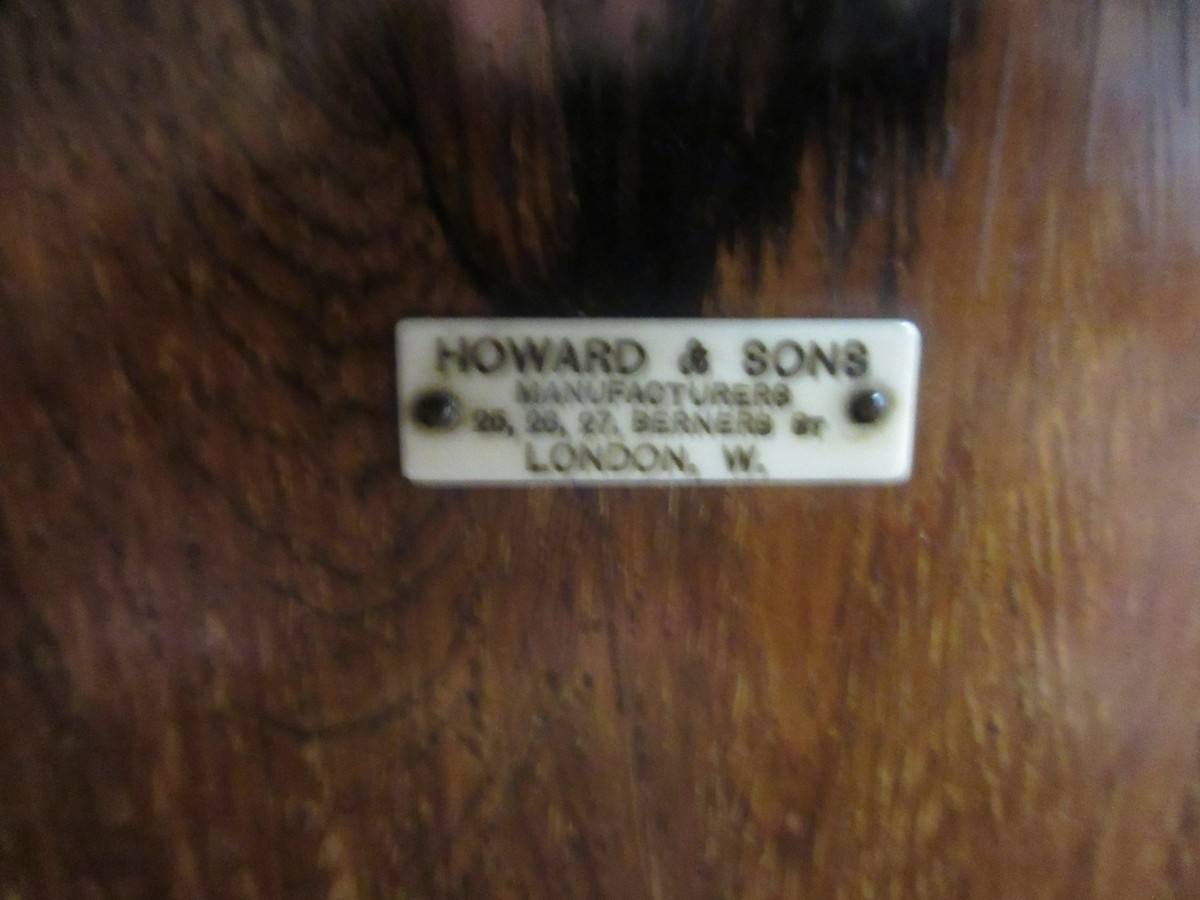 HOWARD & SONS
MANUFACTURERS
25, 26, 27, BERNERS ST
LONDON, W.